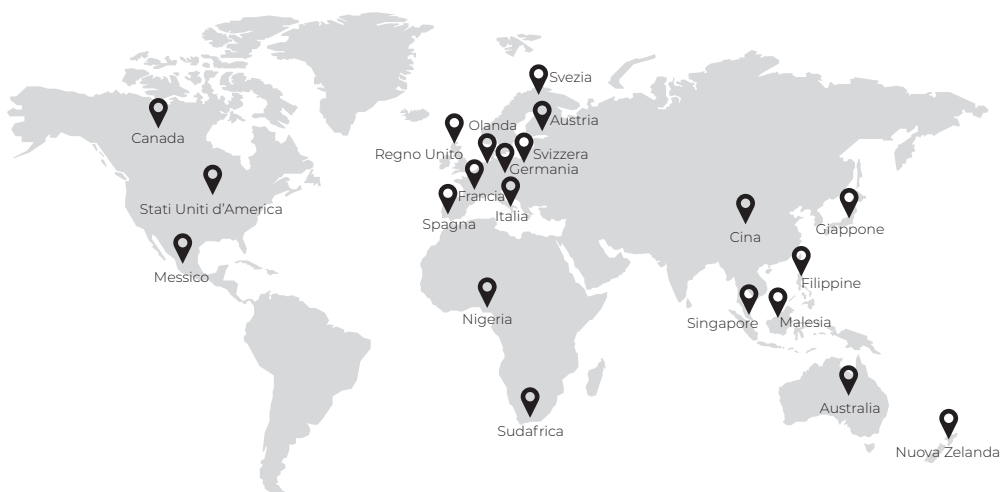 Svezia
Austria
Olanda
Canada
Regno Unito
Svizzera
Germania
Francia
Stati Uniti d’America
Italia
Spagna
Giappone
Cina
Messico
Filippine
Nigeria
Singapore
Malesia
Australia
Sudafrica
Nuova Zelanda